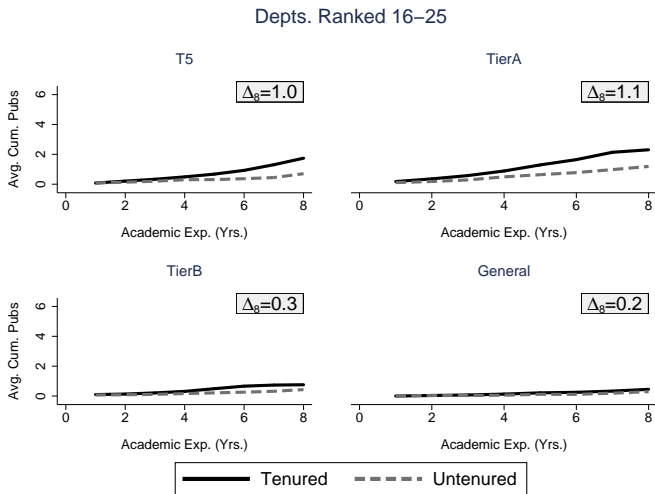 Depts. Ranked 16−25
T5
TierA
Δ8=1.0
Δ8=1.1
Avg. Cum. Pubs
0 2 4 6
0 2 4 6 8
0 2 4 6 8
Academic Exp. (Yrs.)
Academic Exp. (Yrs.)
TierB
General
Δ8=0.3
Δ8=0.2
Avg. Cum. Pubs
0 2 4 6
0 2 4 6 8
0 2 4 6 8
Academic Exp. (Yrs.)
Academic Exp. (Yrs.)
Tenured Untenured